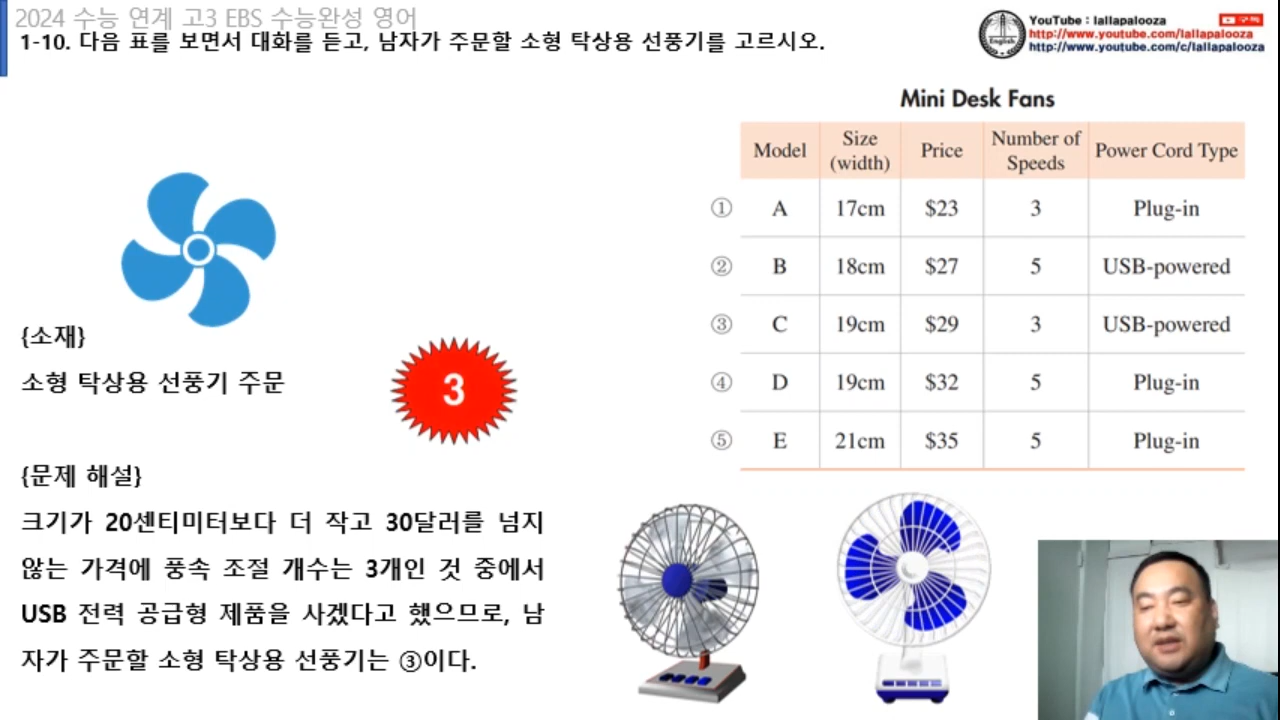 2024 수능 연계 고3 EBS 수능완성 영어
1-10. 다음 표를 보면서 대화를 듣고, 남자가 주문할 소형 탁상용 선풍기를 고르시오.
English
YouTube : lallapalooza
구독
http://www.youtube.com/lallapalooza
http://www.youtube.com/c/lallapalooza
Mini Desk Fans
Model Size (width) Price Number of Speeds Power Cord Type
① A 17cm $23 3 Plug-in
② B 18cm $27 5 USB-powered
③ C 19cm $29 3 USB-powered
④ D 19cm $32 5 Plug-in
⑤ E 21cm $35 5 Plug-in
{소재}
소형 탁상용 선풍기 주문
3
{문제 해설}
크기가 20센티미터보다 더 작고 30달러를 넘지
않는 가격에 풍속 조절 개수는 3개인 것 중에서
USB 전력 공급형 제품을 사겠다고 했으므로, 남
자가 주문할 소형 탁상용 선풍기는 ③이다.